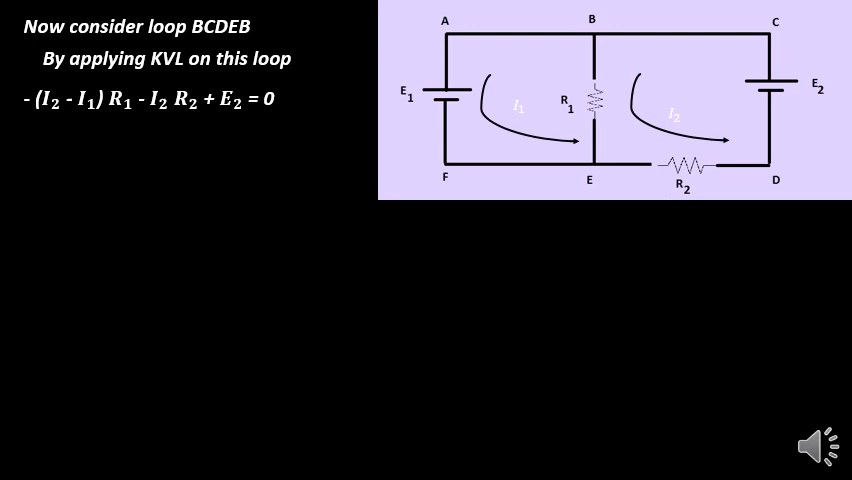 Now consider loop BCDEB
By applying KVL on this loop
- (I₂ - I₁) R₁ - I₂ R₂ + E₂ = 0
A B C
E₁ R₁ I₁ I₂ E₂
F E R₂ D